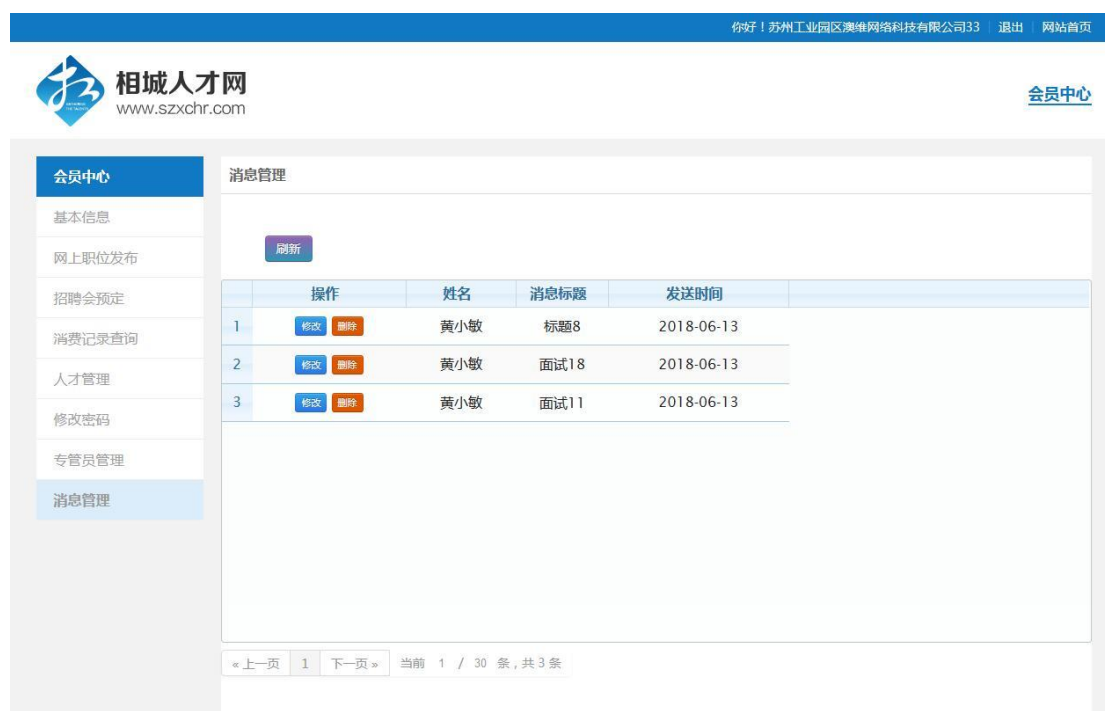 你好！苏州工业园区澳维网络科技有限公司33 退出 网站首页
相城人才网
www.szxchr.com
会员中心
会员中心
消息管理
基本信息
网上职位发布
招聘会预定
消费记录查询
人才管理
修改密码
专管员管理
消息管理
刷新
操作 姓名 消息标题 发送时间
1 修改 删除 黄小敏 标题8 2018-06-13
2 修改 删除 黄小敏 面试18 2018-06-13
3 修改 删除 黄小敏 面试11 2018-06-13
« 上一页 1 下一页 » 当前 1 / 30 条，共3条